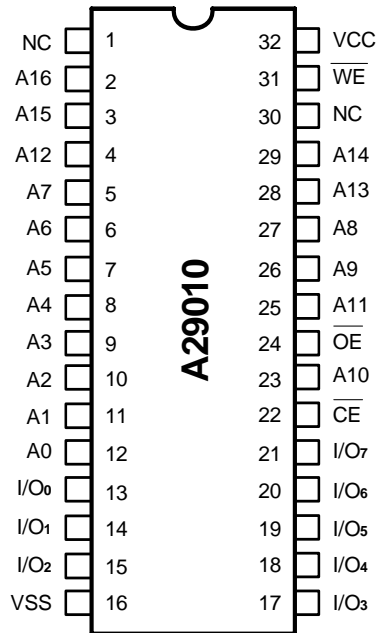 NC 1 32 VCC
A16 2 31 W̅E̅
A15 3 30 NC
A12 4 29 A14
A7 5 28 A13
A6 6 27 A8
A5 7 26 A9
A4 8 25 A11
A3 9 24 O̅E̅
A2 10 23 A10
A1 11 22 C̅E̅
A0 12 21 I/O7
I/O0 13 20 I/O6
I/O1 14 19 I/O5
I/O2 15 18 I/O4
VSS 16 17 I/O3
A29010